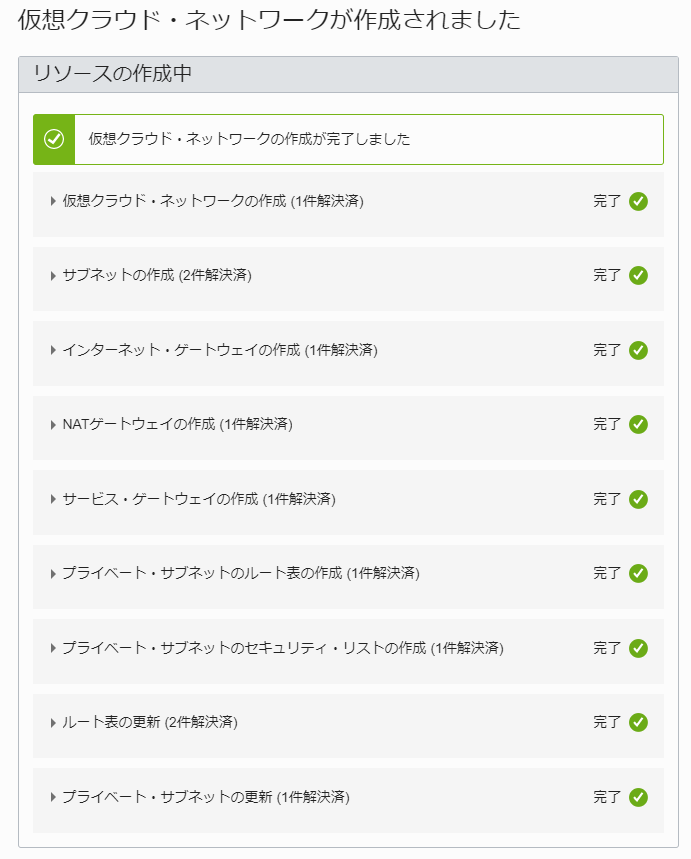 仮想クラウド・ネットワークが作成されました
リソースの作成中
仮想クラウド・ネットワークの作成が完了しました
仮想クラウド・ネットワークの作成 (1件解決済) 完了
サブネットの作成 (2件解決済) 完了
インターネット・ゲートウェイの作成 (1件解決済) 完了
NATゲートウェイの作成 (1件解決済) 完了
サービス・ゲートウェイの作成 (1件解決済) 完了
プライベート・サブネットのルート表の作成 (1件解決済) 完了
プライベート・サブネットのセキュリティ・リストの作成 (1件解決済) 完了
ルート表の更新 (2件解決済) 完了
プライベート・サブネットの更新 (1件解決済) 完了